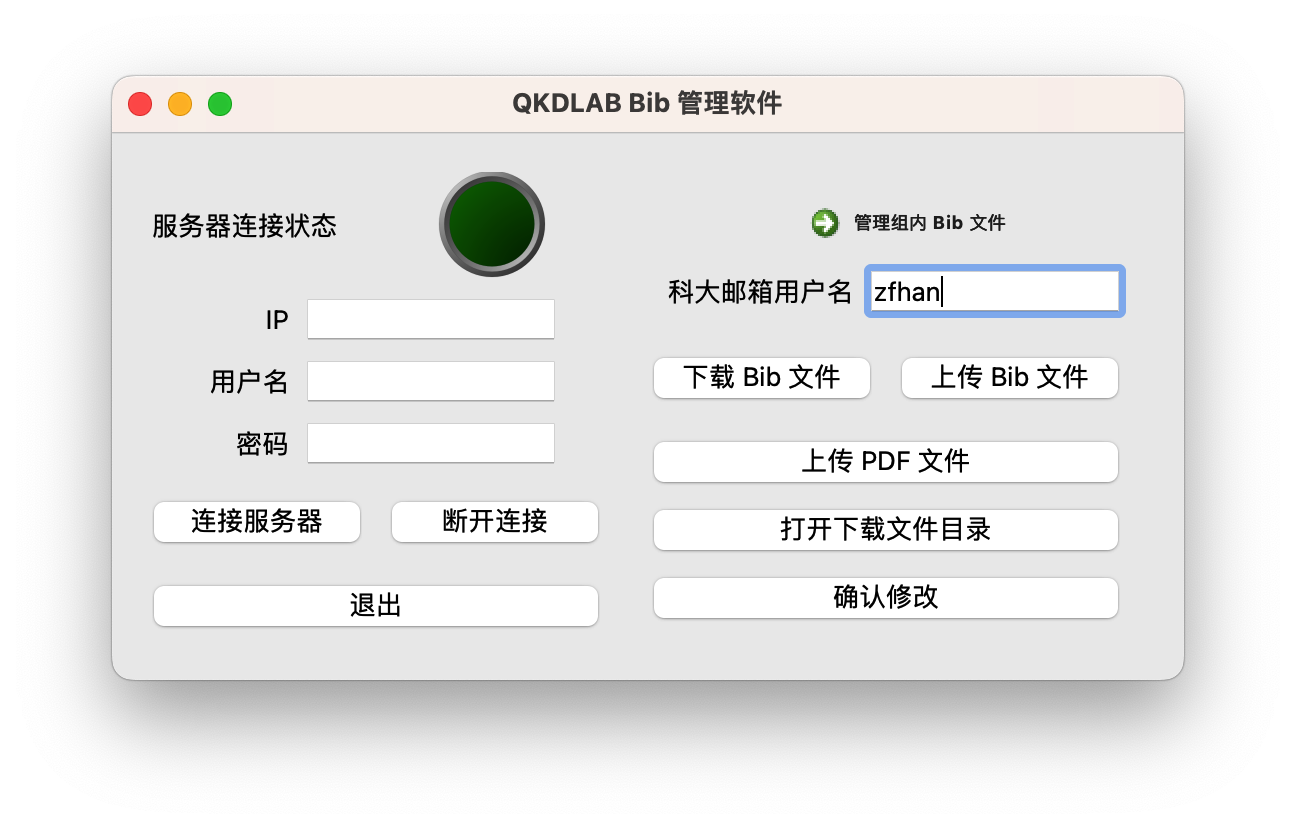 QKDLAB Bib 管理软件
服务器连接状态
IP
用户名
密码
连接服务器
断开连接
退出
管理组内 Bib 文件
科大邮箱用户名 zfhan
下载 Bib 文件
上传 Bib 文件
上传 PDF 文件
打开下载文件目录
确认修改